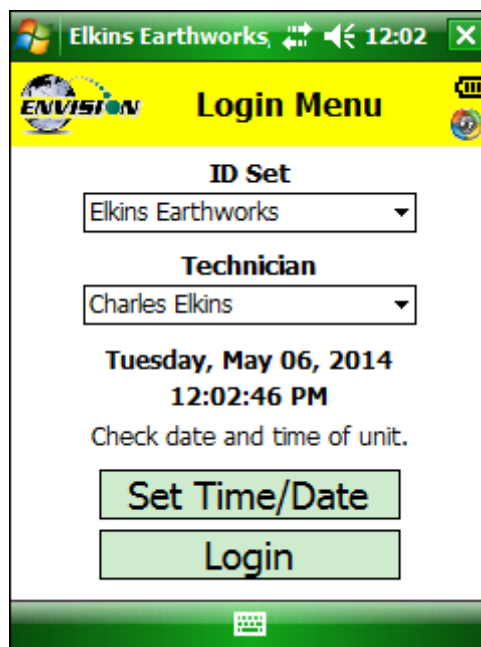 Elkins Earthworks, 12:02
ENVISION Login Menu
ID Set
Elkins Earthworks
Technician
Charles Elkins
Tuesday, May 06, 2014
12:02:46 PM
Check date and time of unit.
Set Time/Date
Login